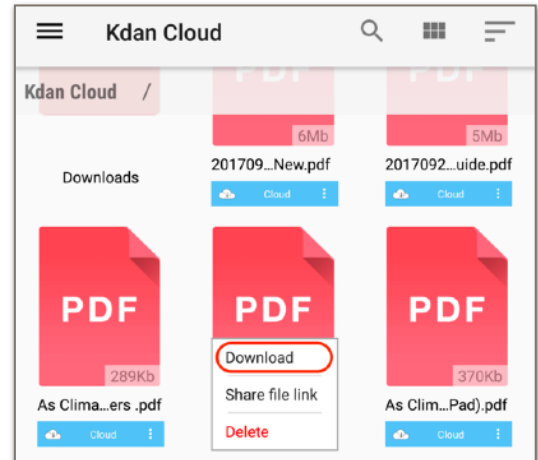 Kdan Cloud
PDF PDF
Kdan Cloud /
6Mb 5Mb
Downloads 201709...New.pdf 2017092...uide.pdf
Cloud Cloud
PDF PDF PDF
Download
289Kb 370Kb
Share file link
As Clima...ers .pdf As Clim...Pad).pdf
Delete
Cloud Cloud